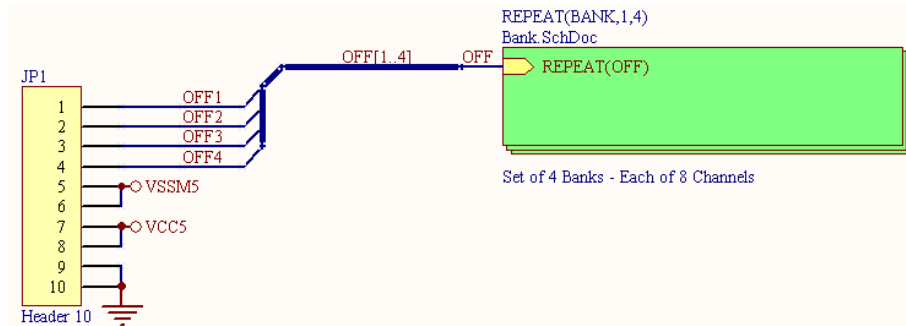 REPEAT(BANK,1,4)
Bank.SchDoc
OFF[1..4]
OFF
REPEAT(OFF)
JP1
1
OFF1
2
OFF2
3
OFF3
4
OFF4
5
VSSM5
6
7
VCC5
8
9
10
Header 10
Set of 4 Banks - Each of 8 Channels